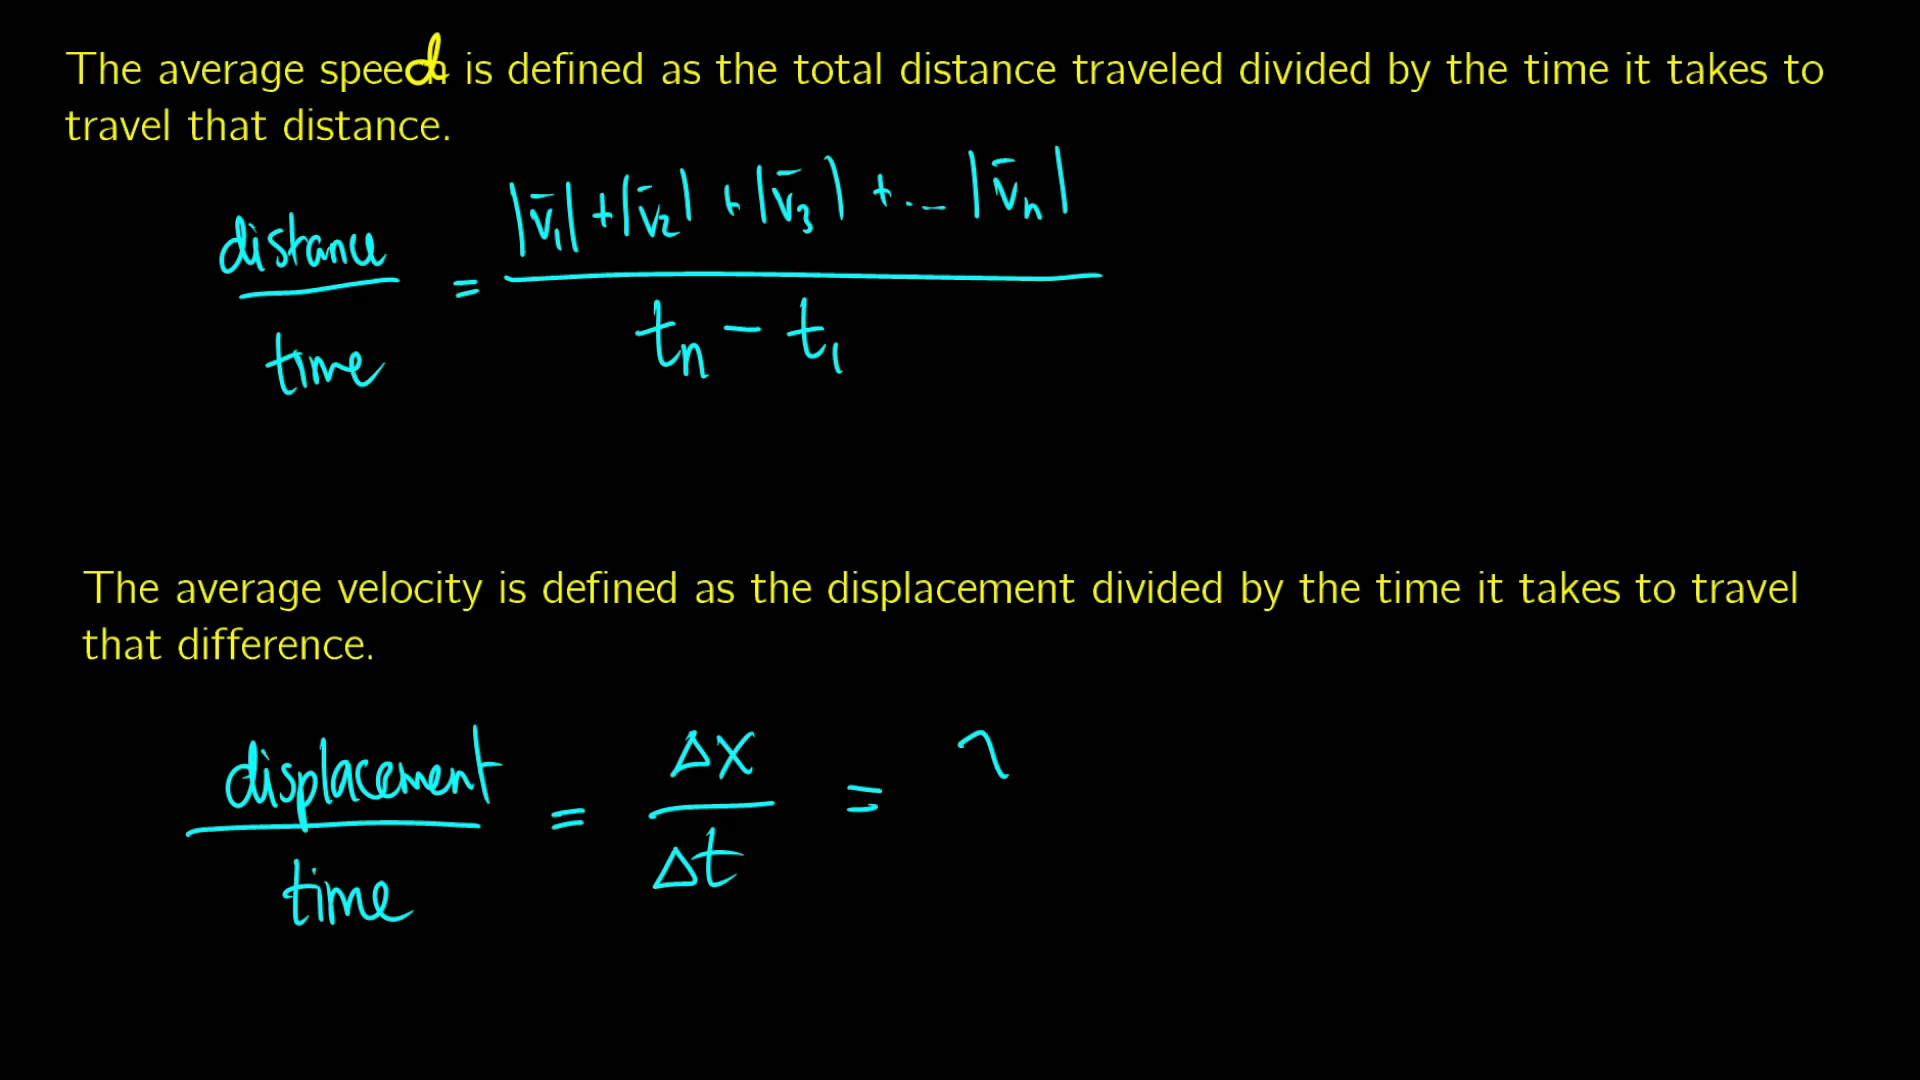 The average speed is defined as the total distance traveled divided by the time it takes to
travel that distance.
distance / time = |v̄₁| + |v̄₂| + |v̄₃| + ... |v̄ₙ| / tₙ − t₁
The average velocity is defined as the displacement divided by the time it takes to travel
that difference.
displacement / time = Δx / Δt =